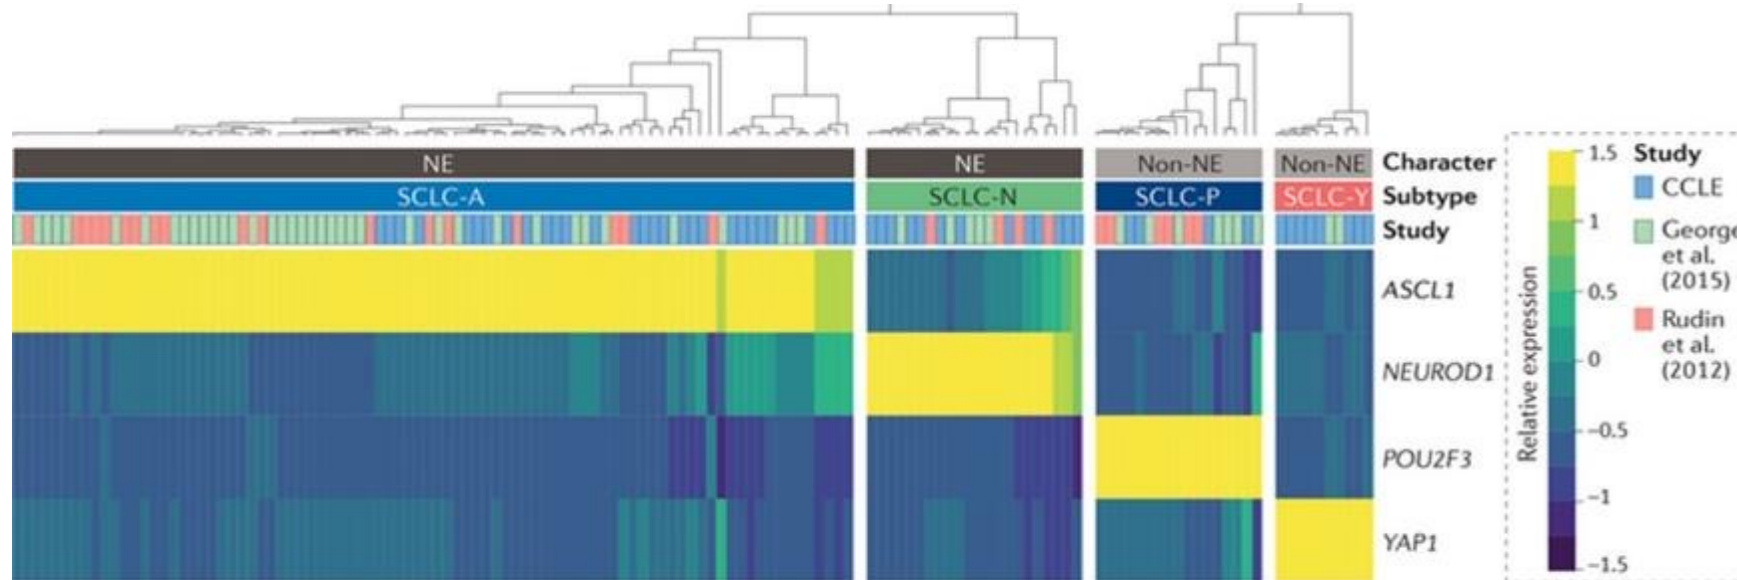 NE NE Non-NE Non-NE Character
SCLC-A SCLC-N SCLC-P SCLC-Y Subtype
Study
ASCL1
NEUROD1
POU2F3
YAP1
Relative expression
1.5
1
0.5
0
−0.5
−1
−1.5
Study
CCLE
George
et al.
(2015)
Rudin
et al.
(2012)